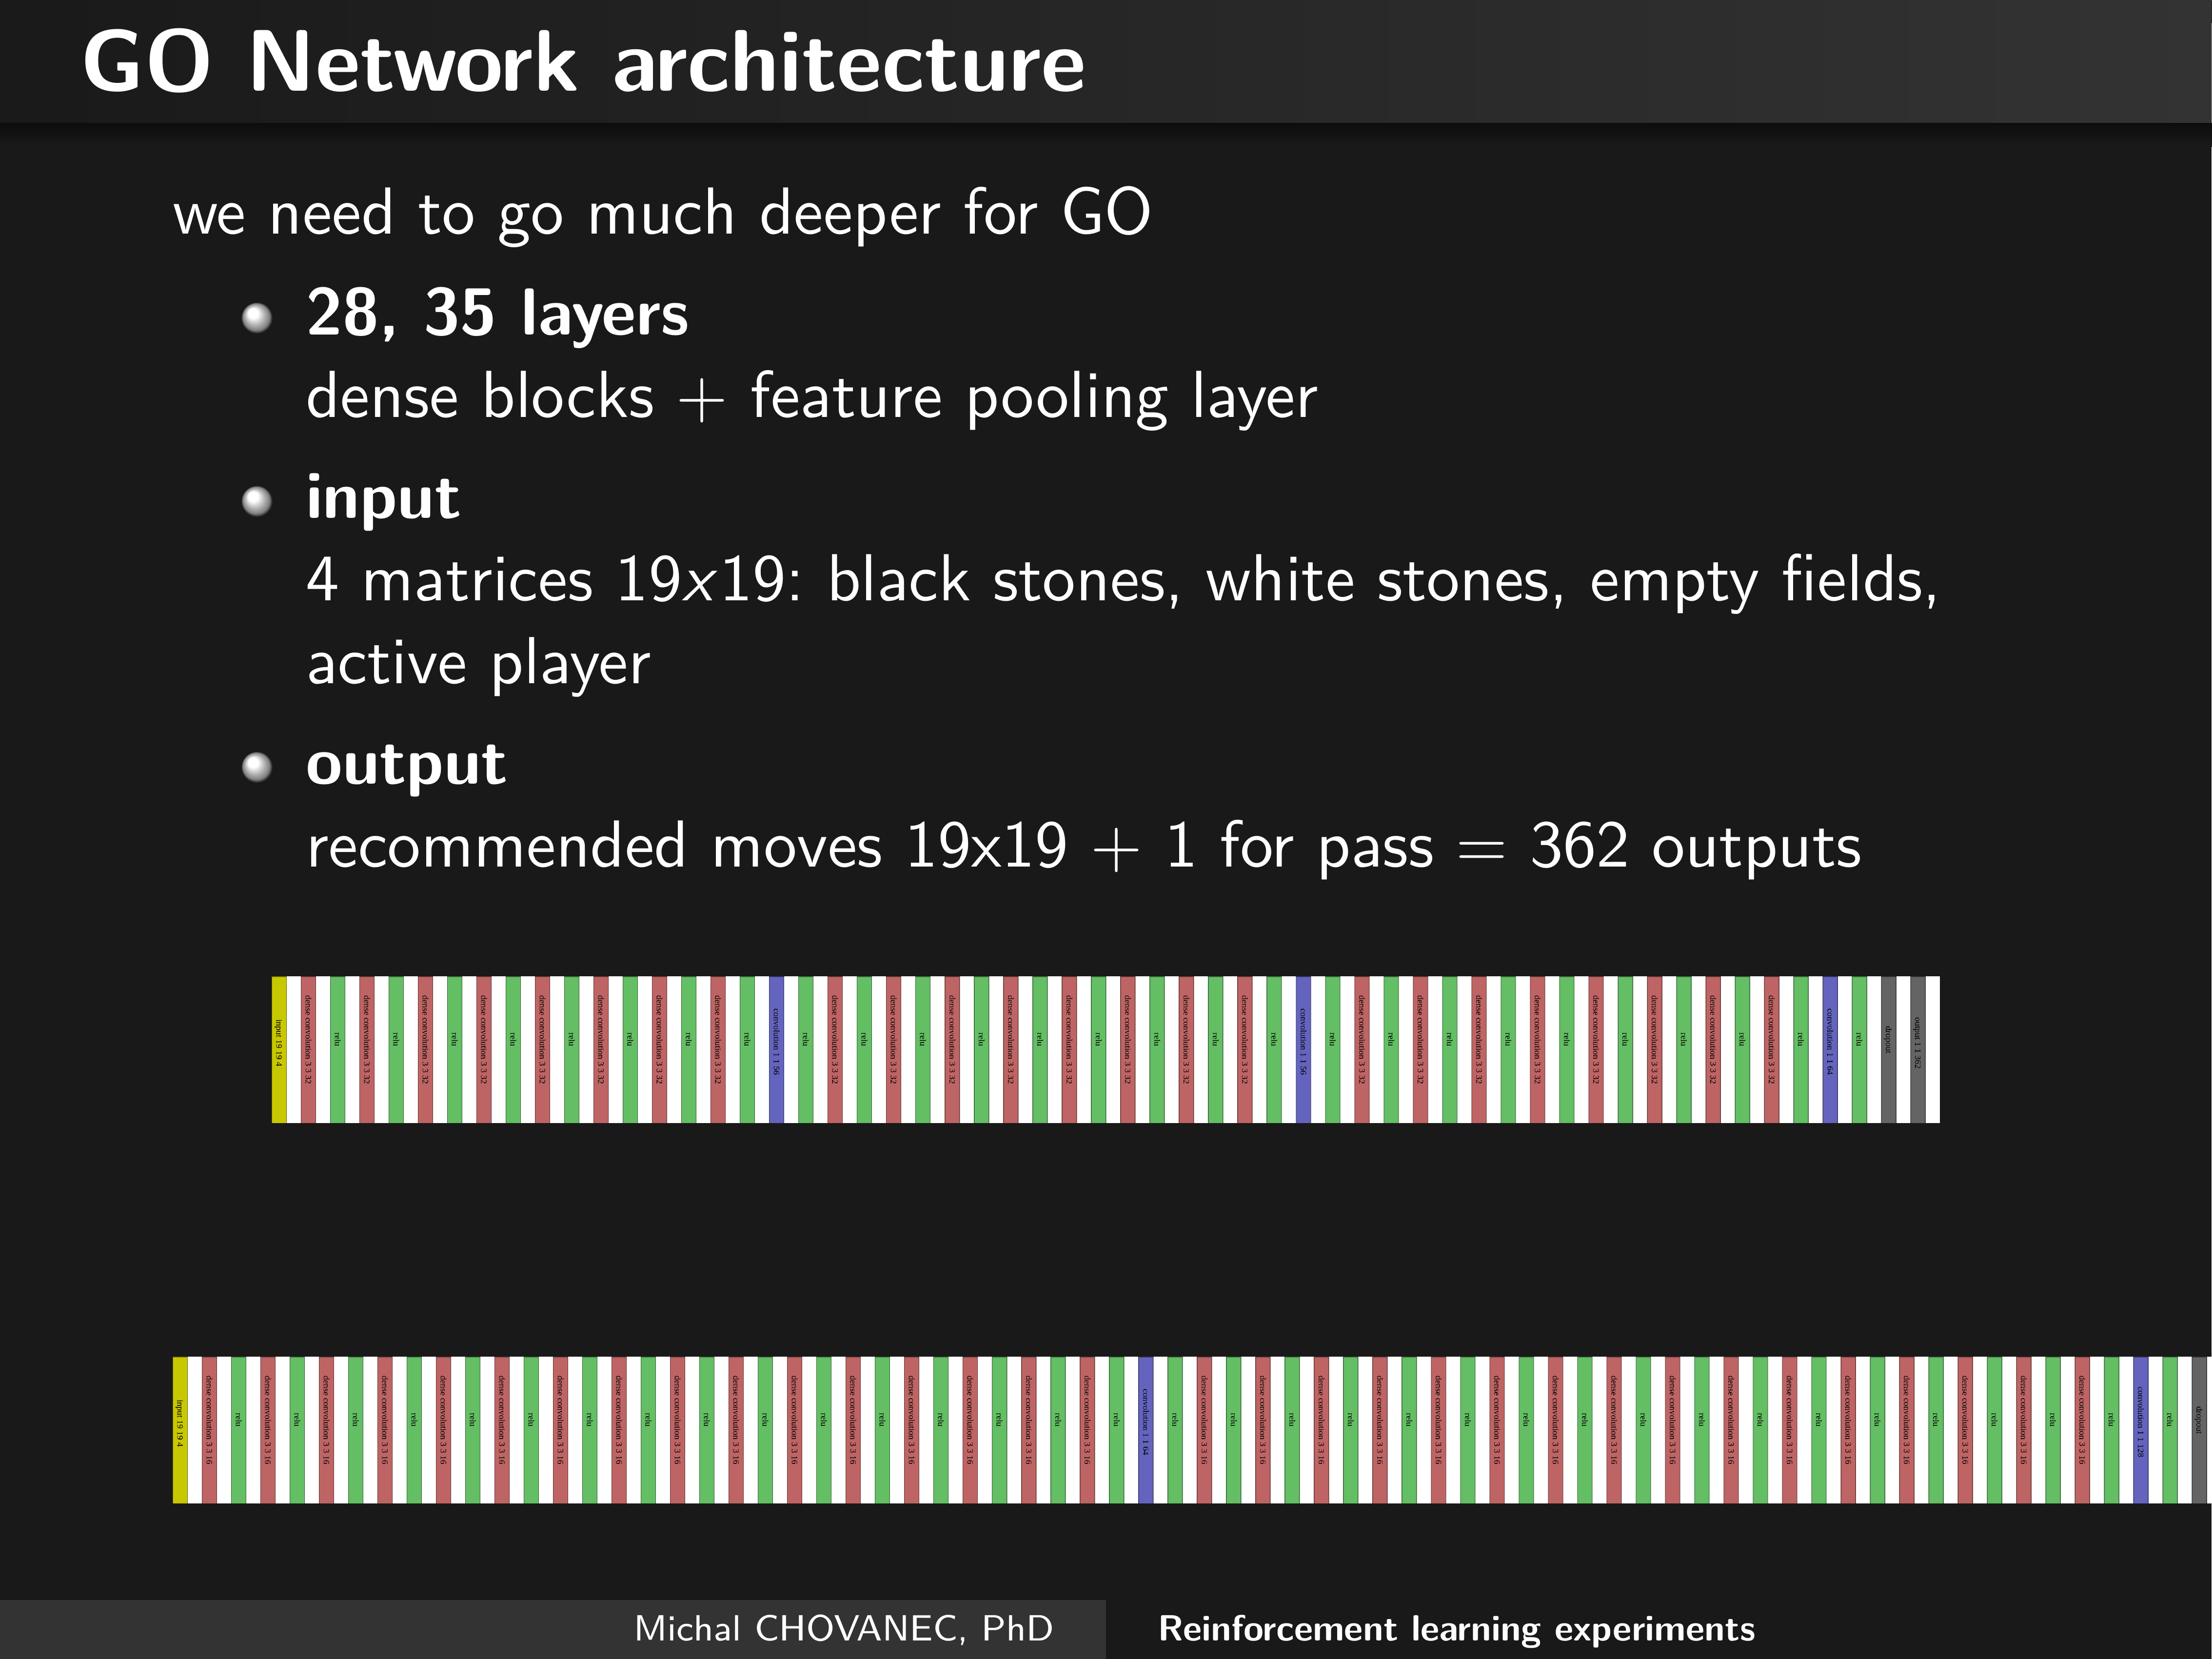 GO Network architecture
we need to go much deeper for GO
28, 35 layers
dense blocks + feature pooling layer
input
4 matrices 19x19: black stones, white stones, empty fields,
active player
output
recommended moves 19x19 + 1 for pass = 362 outputs
input 19 19 4
dense convolution 3 3 32
relu
dense convolution 3 3 32
relu
dense convolution 3 3 32
relu
dense convolution 3 3 32
relu
dense convolution 3 3 32
relu
dense convolution 3 3 32
relu
dense convolution 3 3 32
relu
dense convolution 3 3 32
relu
convolution 1 1 56
relu
dense convolution 3 3 32
relu
dense convolution 3 3 32
relu
dense convolution 3 3 32
relu
dense convolution 3 3 32
relu
dense convolution 3 3 32
relu
dense convolution 3 3 32
relu
dense convolution 3 3 32
relu
dense convolution 3 3 32
relu
convolution 1 1 56
relu
dense convolution 3 3 32
relu
dense convolution 3 3 32
relu
dense convolution 3 3 32
relu
dense convolution 3 3 32
relu
dense convolution 3 3 32
relu
dense convolution 3 3 32
relu
dense convolution 3 3 32
relu
dense convolution 3 3 32
relu
convolution 1 1 64
relu
dropout
output 1 1 362
input 19 19 4
dense convolution 3 3 16
relu
dense convolution 3 3 16
relu
dense convolution 3 3 16
relu
dense convolution 3 3 16
relu
dense convolution 3 3 16
relu
dense convolution 3 3 16
relu
dense convolution 3 3 16
relu
dense convolution 3 3 16
relu
dense convolution 3 3 16
relu
dense convolution 3 3 16
relu
dense convolution 3 3 16
relu
dense convolution 3 3 16
relu
dense convolution 3 3 16
relu
dense convolution 3 3 16
relu
dense convolution 3 3 16
relu
dense convolution 3 3 16
relu
convolution 1 1 64
relu
dense convolution 3 3 16
relu
dense convolution 3 3 16
relu
dense convolution 3 3 16
relu
dense convolution 3 3 16
relu
dense convolution 3 3 16
relu
dense convolution 3 3 16
relu
dense convolution 3 3 16
relu
dense convolution 3 3 16
relu
dense convolution 3 3 16
relu
dense convolution 3 3 16
relu
dense convolution 3 3 16
relu
dense convolution 3 3 16
relu
dense convolution 3 3 16
relu
dense convolution 3 3 16
relu
dense convolution 3 3 16
relu
dense convolution 3 3 16
relu
convolution 1 1 128
relu
dropout
Michal CHOVANEC, PhD
Reinforcement learning experiments